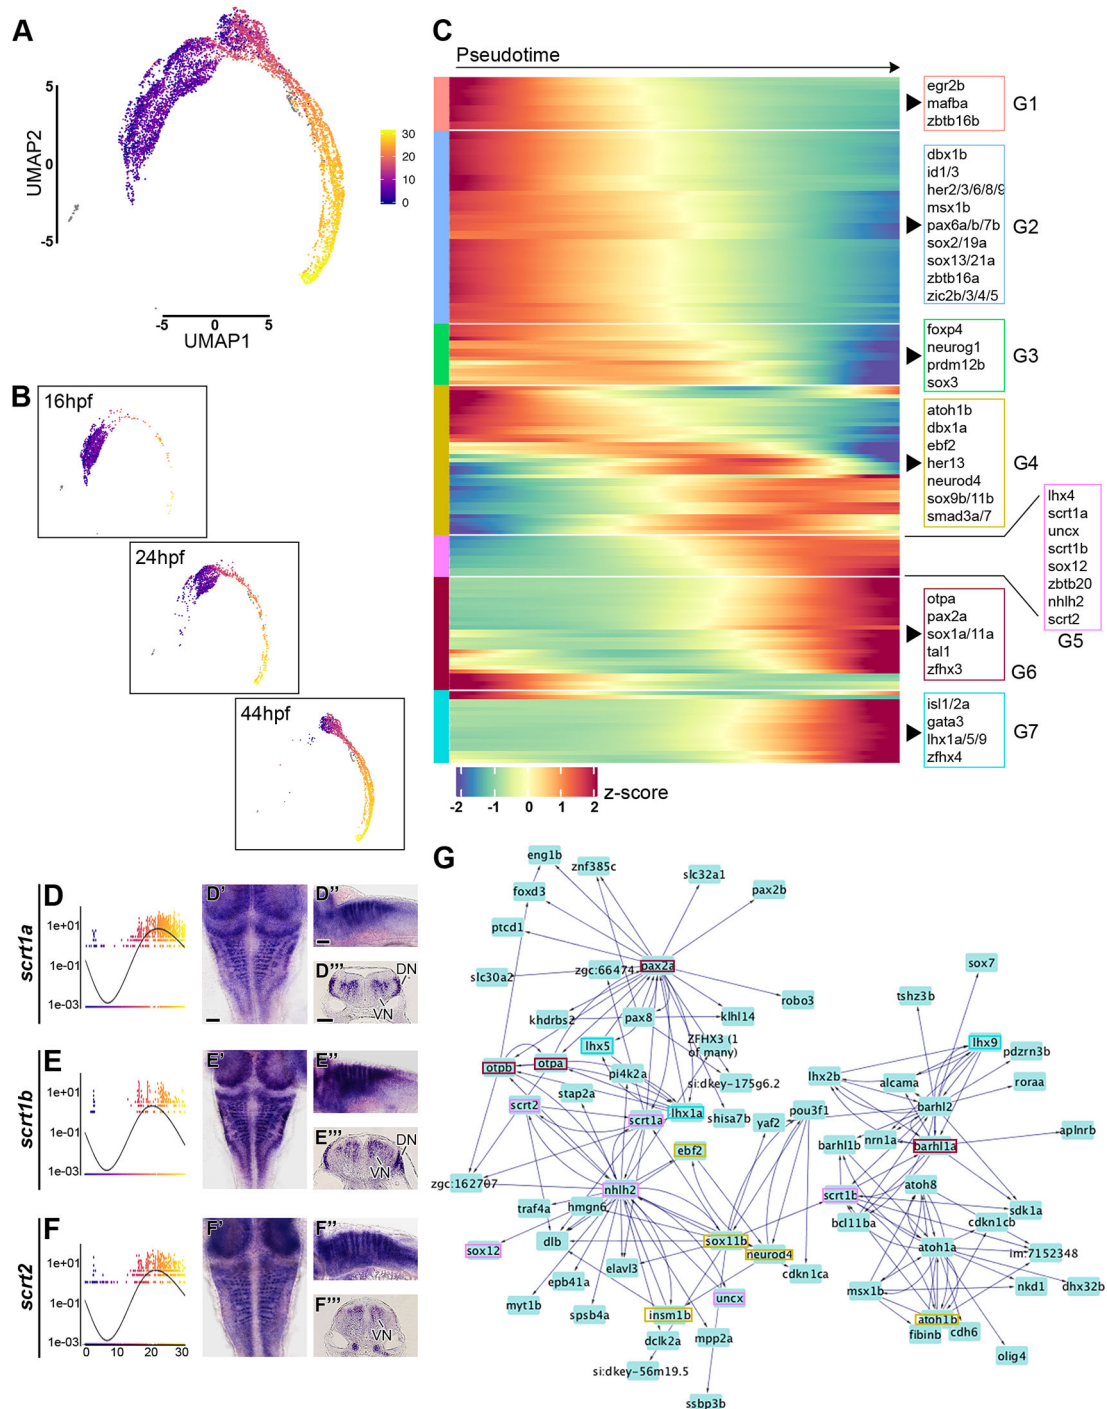 A
5
0
-5
UMAP2
-5
0
5
UMAP1
30
20
10
0
B
16hpf
24hpf
44hpf
C
Pseudotime
egr2b
mafba
zbtb16b
G1
dbx1b
id1/3
her2/3/6/8/9
msx1b
pax6a/b/7b
sox2/19a
sox13/21a
zbtb16a
zic2b/3/4/5
G2
foxp4
neurog1
prdm12b
sox3
G3
atoh1b
dbx1a
ebf2
her13
neurod4
sox9b/11b
smad3a/7
G4
lhx4
scrt1a
uncx
scrt1b
sox12
zbtb20
nhlh2
scrt2
G5
otpa
pax2a
sox1a/11a
tal1
zfhx3
G6
isl1/2a
gata3
lhx1a/5/9
zfhx4
G7
-2
-1
0
1
2
z-score
D
scrt1a
1e+01
1e-01
1e-03
D'
D''
D'''
DN
VN
E
scrt1b
1e+01
1e-01
1e-03
E'
E''
E'''
DN
VN
F
scrt2
1e+01
1e-01
1e-03
0
10
20
30
F'
F''
F'''
VN
G
eng1b
znf385c
slc32a1
pax2b
foxd3
ptcd1
slc30a2
zgc:66474
pax2a
robo3
khdrbs2
pax8
klhl14
lhx5
ZFHX3 (1
of many)
otpb
otpa
pi4k2a
si:dkey-175g6.2
stap2a
scrt2
scrt1a
lhx1a
shisa7b
yaf2
pou3f1
ebf2
zgc:162707
nhlh2
traf4a
hmgn6
sox12
dlb
elavl3
sox11b
neurod4
cdkn1ca
epb41a
myt1b
spsb4a
uncx
insm1b
dclk2a
mpp2a
si:dkey-56m19.5
ssbp3b
sox7
tshz3b
lhx9
pdzrn3b
lhx2b
alcama
roraa
barhl2
aplnrb
barhl1b
nrn1a
barhl1a
scrt1b
atoh8
bcl11ba
sdk1a
cdkn1cb
atoh1a
im:7152348
msx1b
nkd1
dhx32b
atoh1b
fibinb
cdh6
olig4